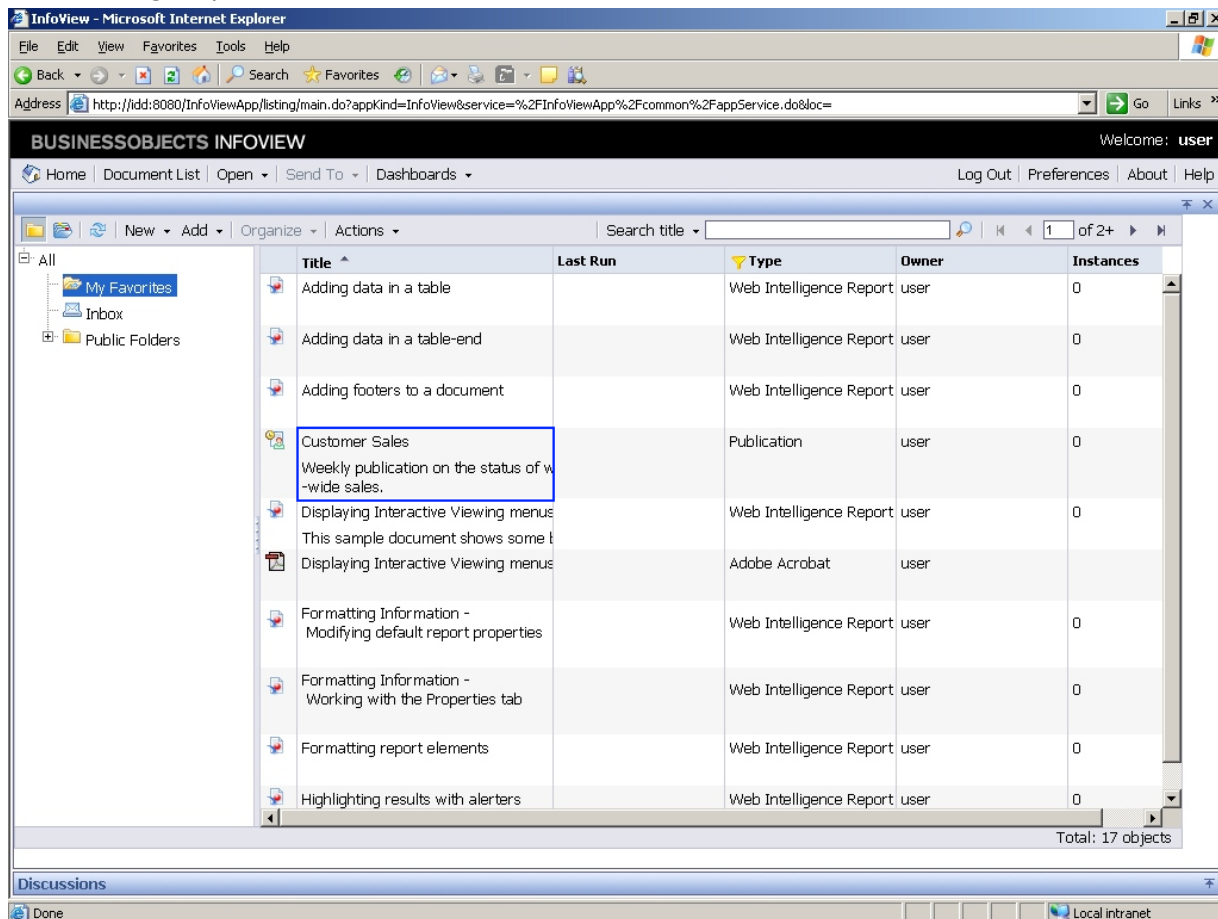 InfoView - Microsoft Internet Explorer
File Edit View Favorites Tools Help
Back Search Favorites
Address http://idd:8080/InfoViewApp/listing/main.do?appKind=InfoView&service=%2FInfoViewApp%2Fcommon%2FappService.do&loc= Go Links »
BUSINESSOBJECTS INFOVIEW Welcome: user
Home Document List Open Send To Dashboards Log Out Preferences About Help
New Add Organize Actions Search title 1 of 2+
All
My Favorites
Inbox
Public Folders
Title Last Run Type Owner Instances
Adding data in a table Web Intelligence Report user 0
Adding data in a table-end Web Intelligence Report user 0
Adding footers to a document Web Intelligence Report user 0
Customer Sales Publication user 0
Weekly publication on the status of w
-wide sales.
Displaying Interactive Viewing menus Web Intelligence Report user 0
This sample document shows some
Displaying Interactive Viewing menus Adobe Acrobat user
Formatting Information -
Modifying default report properties Web Intelligence Report user 0
Formatting Information -
Working with the Properties tab Web Intelligence Report user 0
Formatting report elements Web Intelligence Report user 0
Highlighting results with alerters Web Intelligence Report user 0
Total: 17 objects
Discussions
Done Local intranet